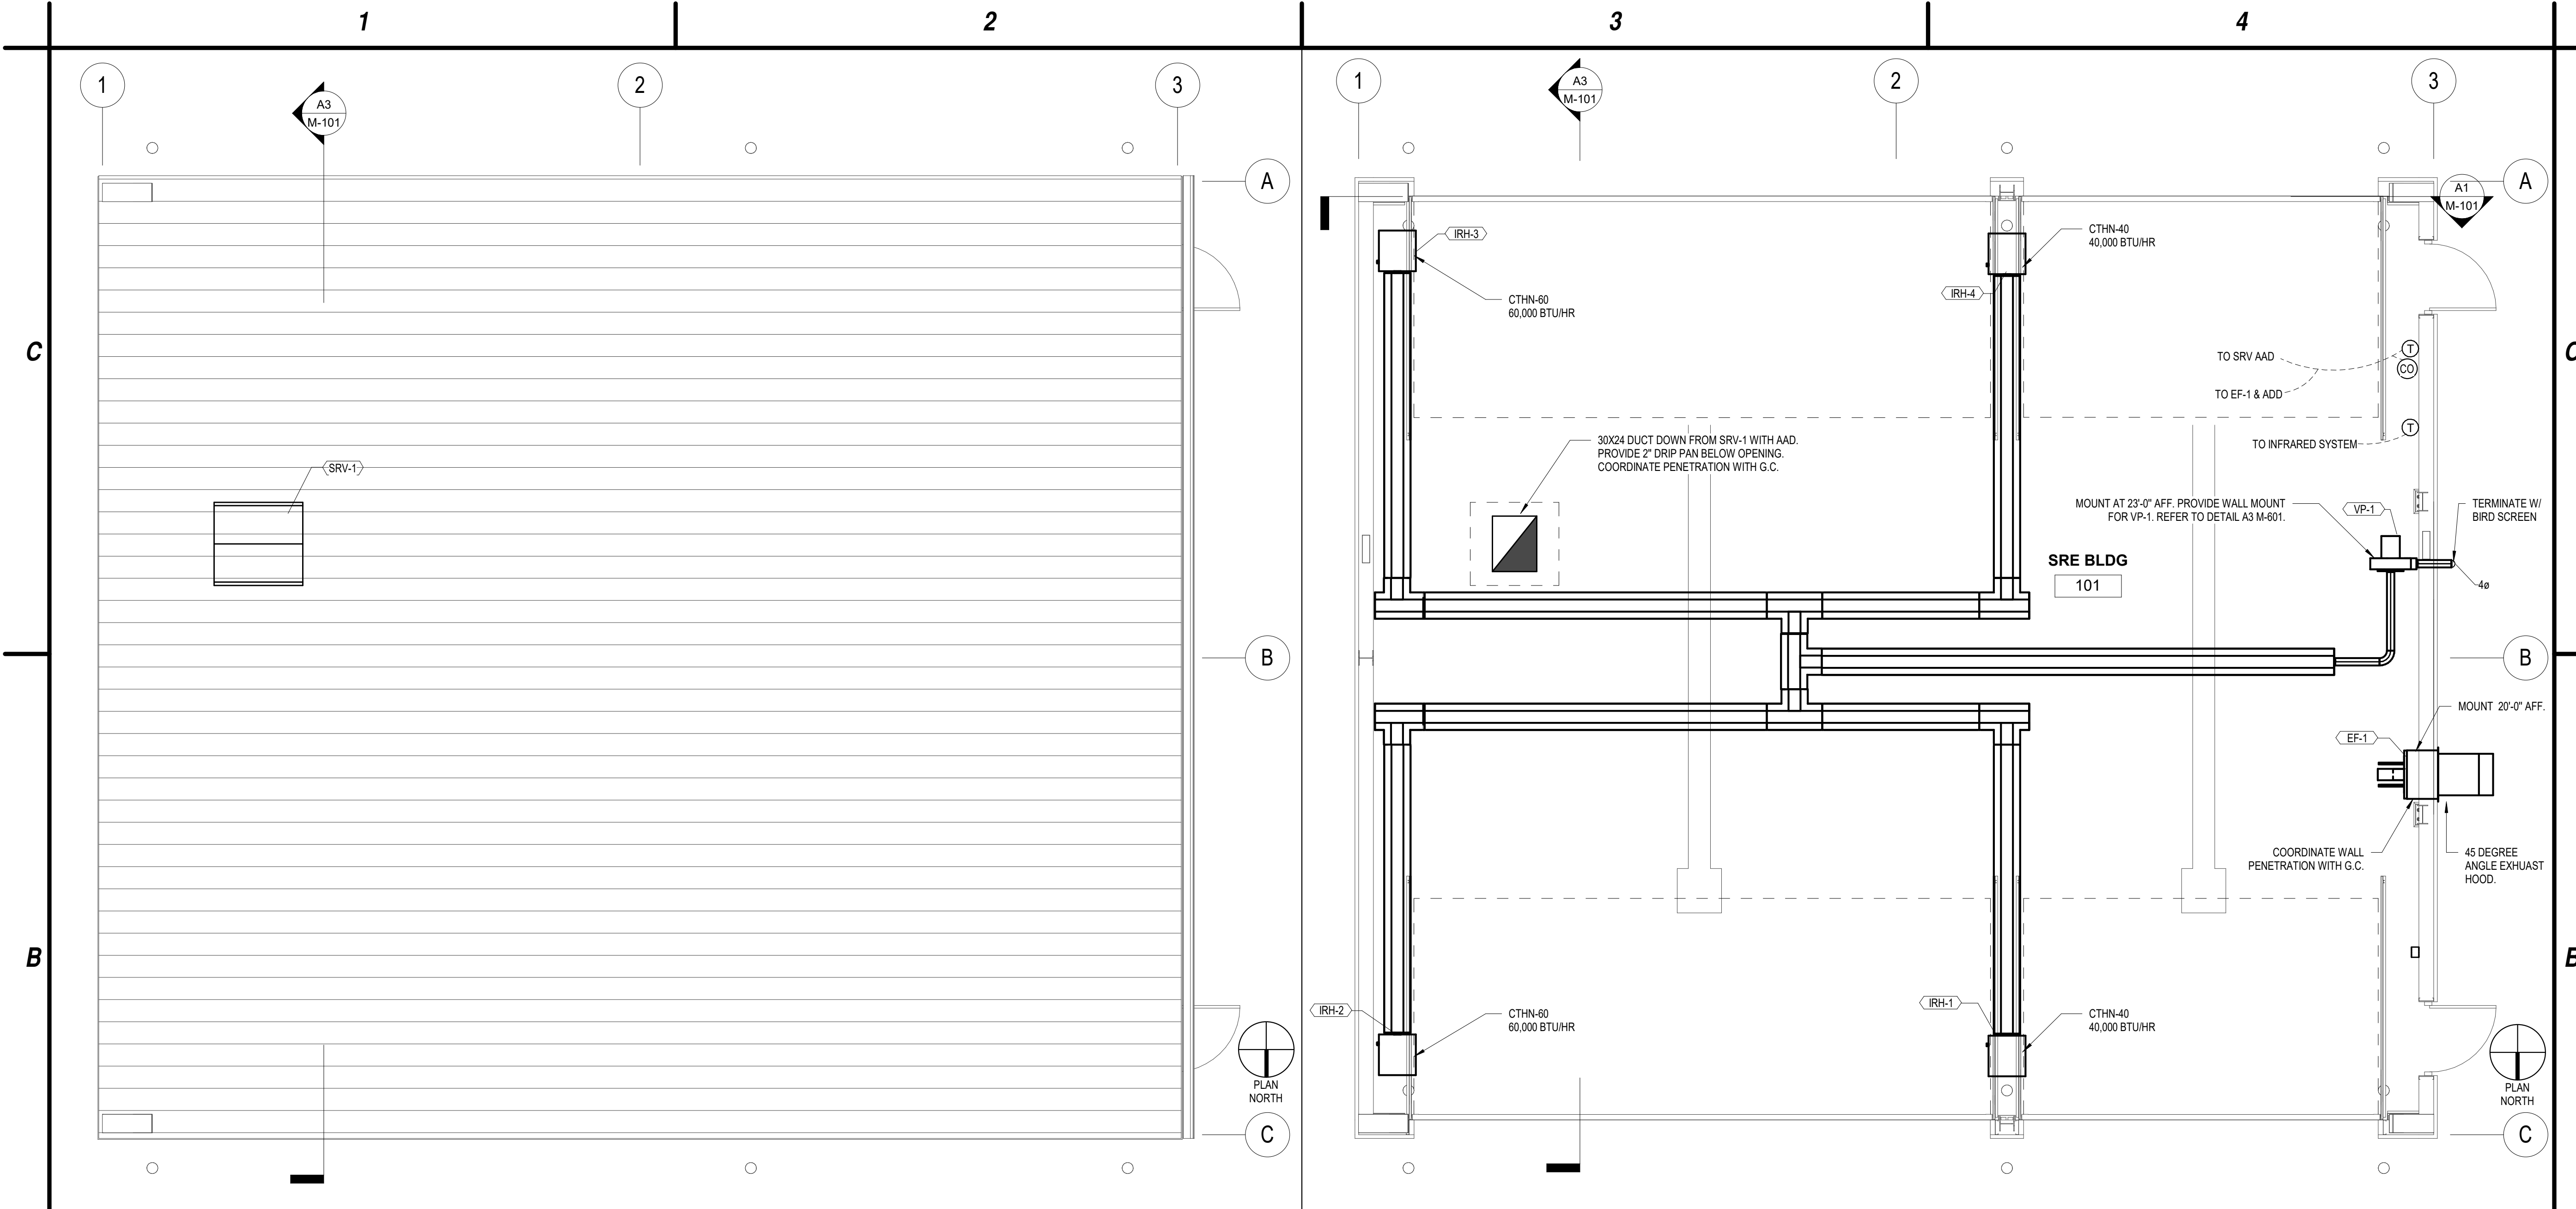 1
2
3
4
1
A3
M-101
2
3
A
C
SRV-1
B
B
PLAN
NORTH
C
1
A3
M-101
2
3
A1
M-101
A
IRH-3
CTHN-60
60,000 BTU/HR
CTHN-40
40,000 BTU/HR
IRH-4
T
CO
TO SRV AAD
TO EF-1 & ADD
T
TO INFRARED SYSTEM
30X24 DUCT DOWN FROM SRV-1 WITH AAD.
PROVIDE 2" DRIP PAN BELOW OPENING.
COORDINATE PENETRATION WITH G.C.
MOUNT AT 23'-0" AFF. PROVIDE WALL MOUNT
FOR VP-1. REFER TO DETAIL A3 M-601.
VP-1
TERMINATE W/
BIRD SCREEN
SRE BLDG
101
4ø
B
MOUNT 20'-0" AFF.
EF-1
COORDINATE WALL
PENETRATION WITH G.C.
45 DEGREE
ANGLE EXHUAST
HOOD.
IRH-2
CTHN-60
60,000 BTU/HR
IRH-1
CTHN-40
40,000 BTU/HR
PLAN
NORTH
C